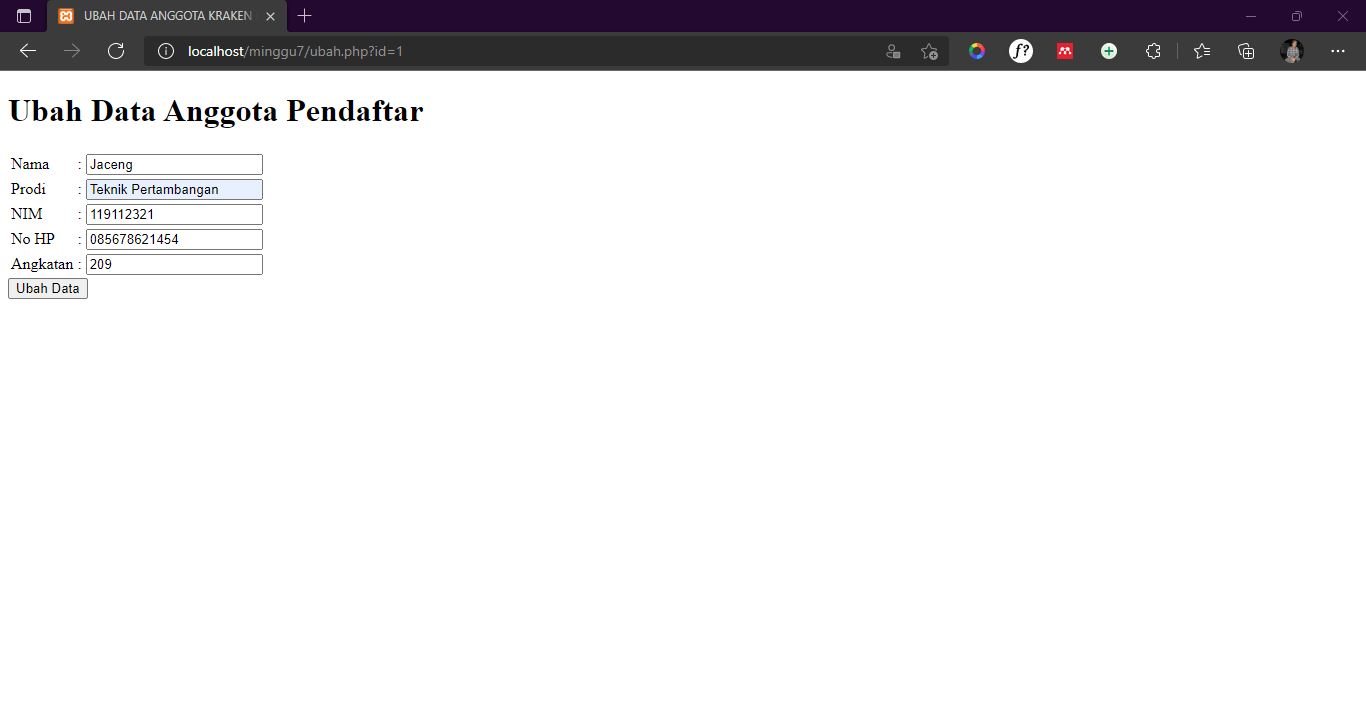 UBAH DATA ANGGOTA KRAKEN
localhost/minggu7/ubah.php?id=1
f?
Ubah Data Anggota Pendaftar
Nama : Jaceng
Prodi : Teknik Pertambangan
NIM : 119112321
No HP : 085678621454
Angkatan : 209
Ubah Data